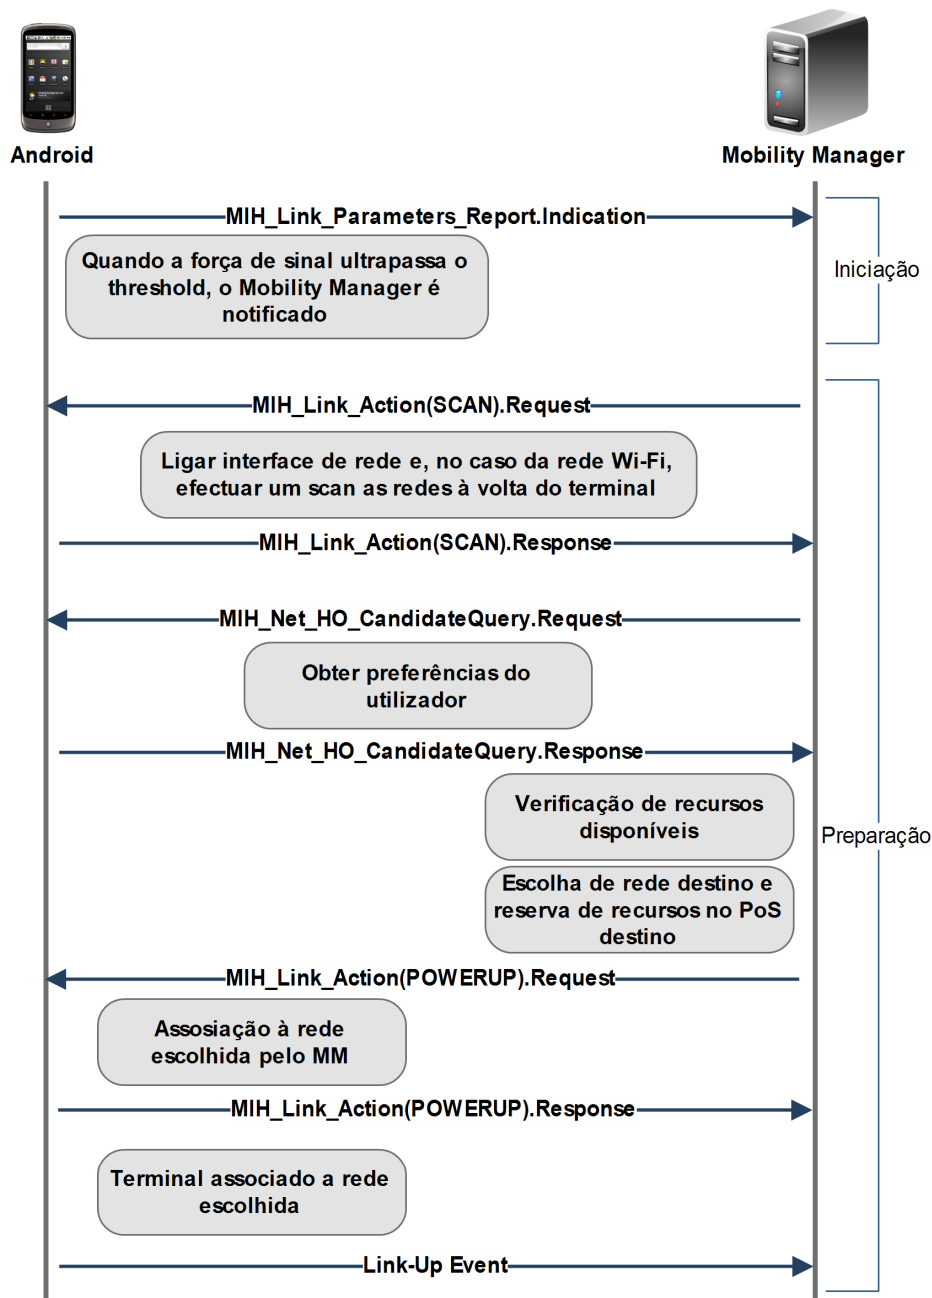 Android
Mobility Manager
MIH_Link_Parameters_Report.Indication
Quando a força de sinal ultrapassa o
threshold, o Mobility Manager é
notificado
Iniciação
MIH_Link_Action(SCAN).Request
Ligar interface de rede e, no caso da rede Wi-Fi,
efectuar um scan as redes à volta do terminal
MIH_Link_Action(SCAN).Response
MIH_Net_HO_CandidateQuery.Request
Obter preferências do
utilizador
MIH_Net_HO_CandidateQuery.Response
Verificação de recursos
disponíveis
Preparação
Escolha de rede destino e
reserva de recursos no PoS
destino
MIH_Link_Action(POWERUP).Request
Assosiação à rede
escolhida pelo MM
MIH_Link_Action(POWERUP).Response
Terminal associado a rede
escolhida
Link-Up Event